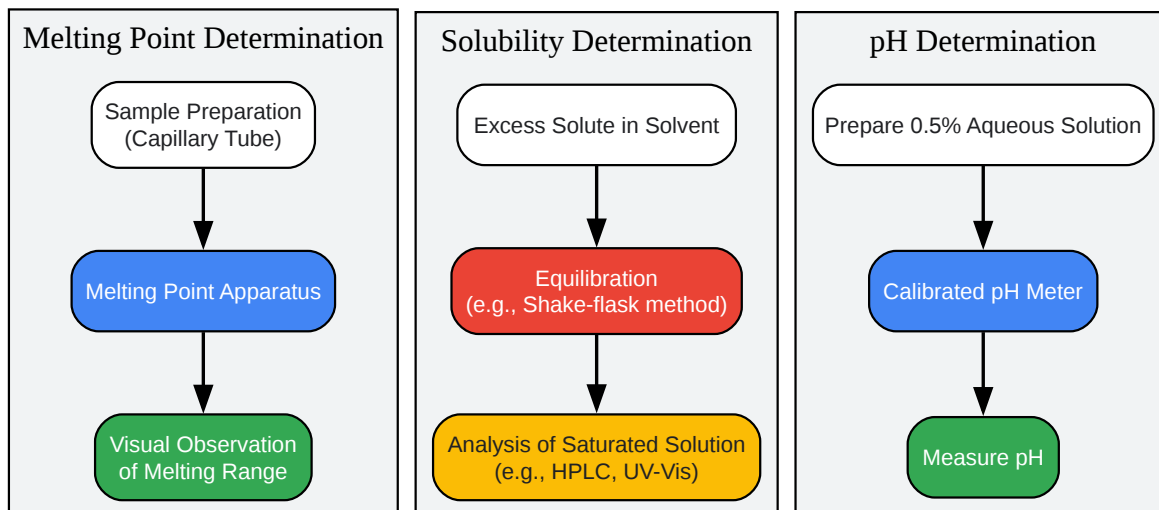 Melting Point Determination
Sample Preparation
(Capillary Tube)
Melting Point Apparatus
Visual Observation
of Melting Range
Solubility Determination
Excess Solute in Solvent
Equilibration
(e.g., Shake-flask method)
Analysis of Saturated Solution
(e.g., HPLC, UV-Vis)
pH Determination
Prepare 0.5% Aqueous Solution
Calibrated pH Meter
Measure pH